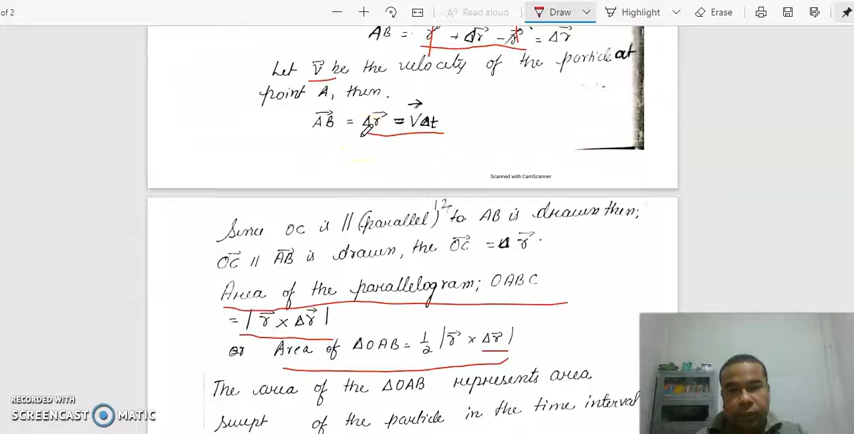 of 2
Read aloud
Draw
Highlight
Erase
AB = r + Δr − r = Δr
Let V be the velocity of the particle at
point A, then.
AB = Δr = VΔt
Scanned with CamScanner
12
Since OC is || (parallel) to AB is drawn then;
OC || AB is drawn, the OC = Δ r.
Area of the parallelogram; OABC
= | r × Δr |
or Area of ΔOAB = 1/2 | r × Δr |
The area of the ΔOAB represents area
swept of the particle in the time interval
RECORDED WITH
SCREENCAST MATIC